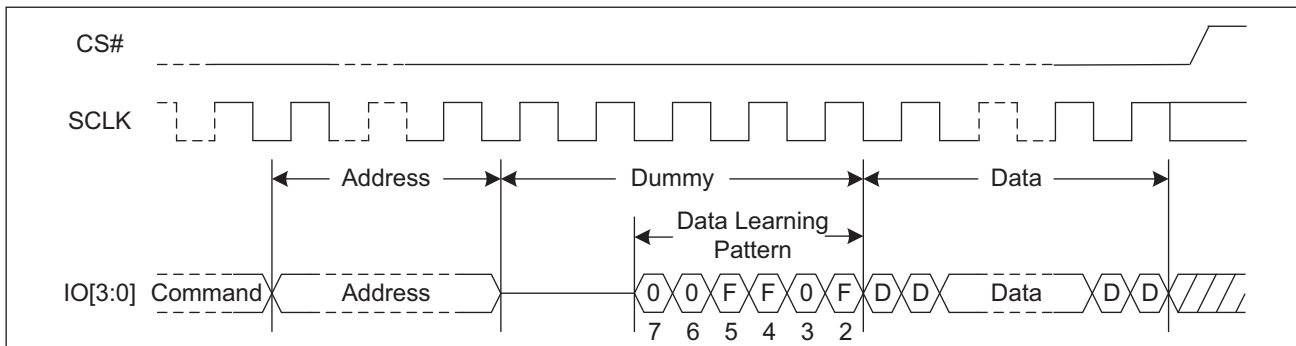 CS#
SCLK
Address Dummy Data
Data Learning
Pattern
IO[3:0] Command Address 0 0 F F 0 F D D Data D D
7 6 5 4 3 2